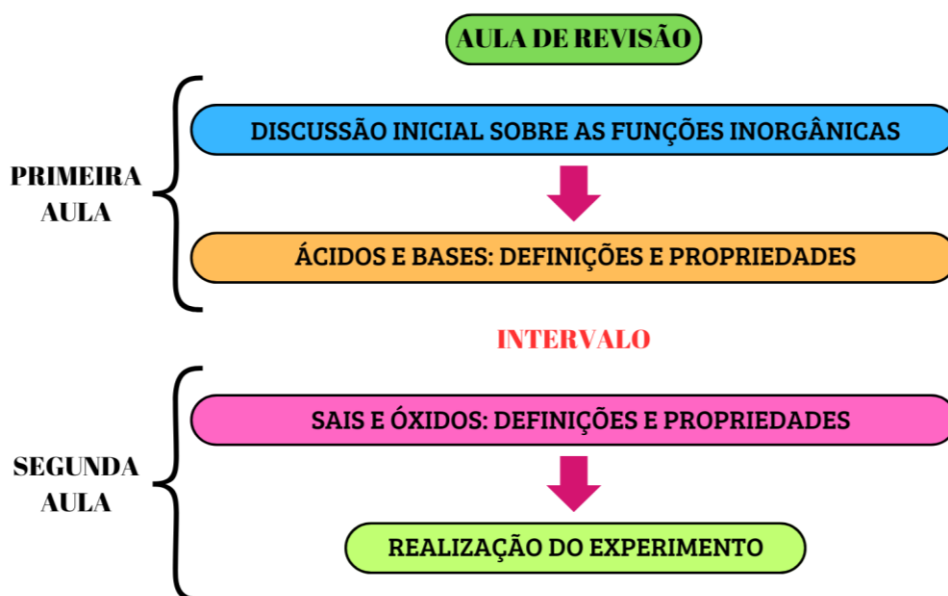 AULA DE REVISÃO
PRIMEIRA
AULA
DISCUSSÃO INICIAL SOBRE AS FUNÇÕES INORGÂNICAS
ÁCIDOS E BASES: DEFINIÇÕES E PROPRIEDADES
INTERVALO
SEGUNDA
AULA
SAIS E ÓXIDOS: DEFINIÇÕES E PROPRIEDADES
REALIZAÇÃO DO EXPERIMENTO